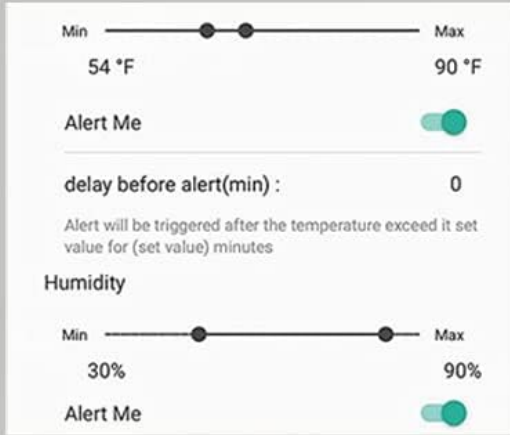 Min Max
54 °F 90 °F
Alert Me
delay before alert(min) : 0
Alert will be triggered after the temperature exceed it set
value for (set value) minutes
Humidity
Min Max
30% 90%
Alert Me